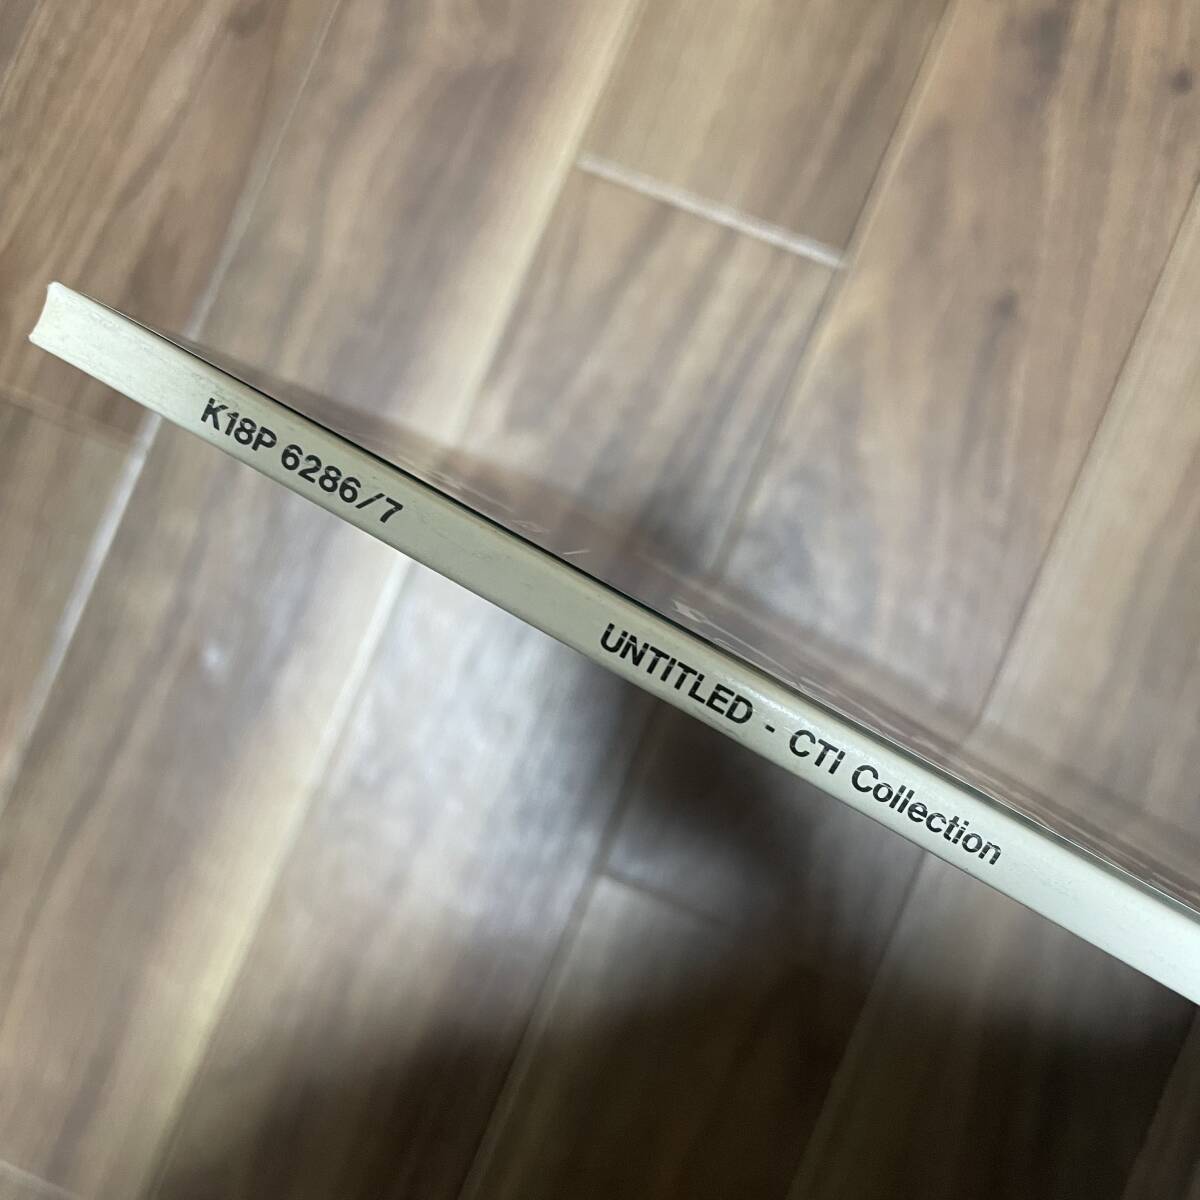 K18P 6286/7
UNTITLED - CTI Collection